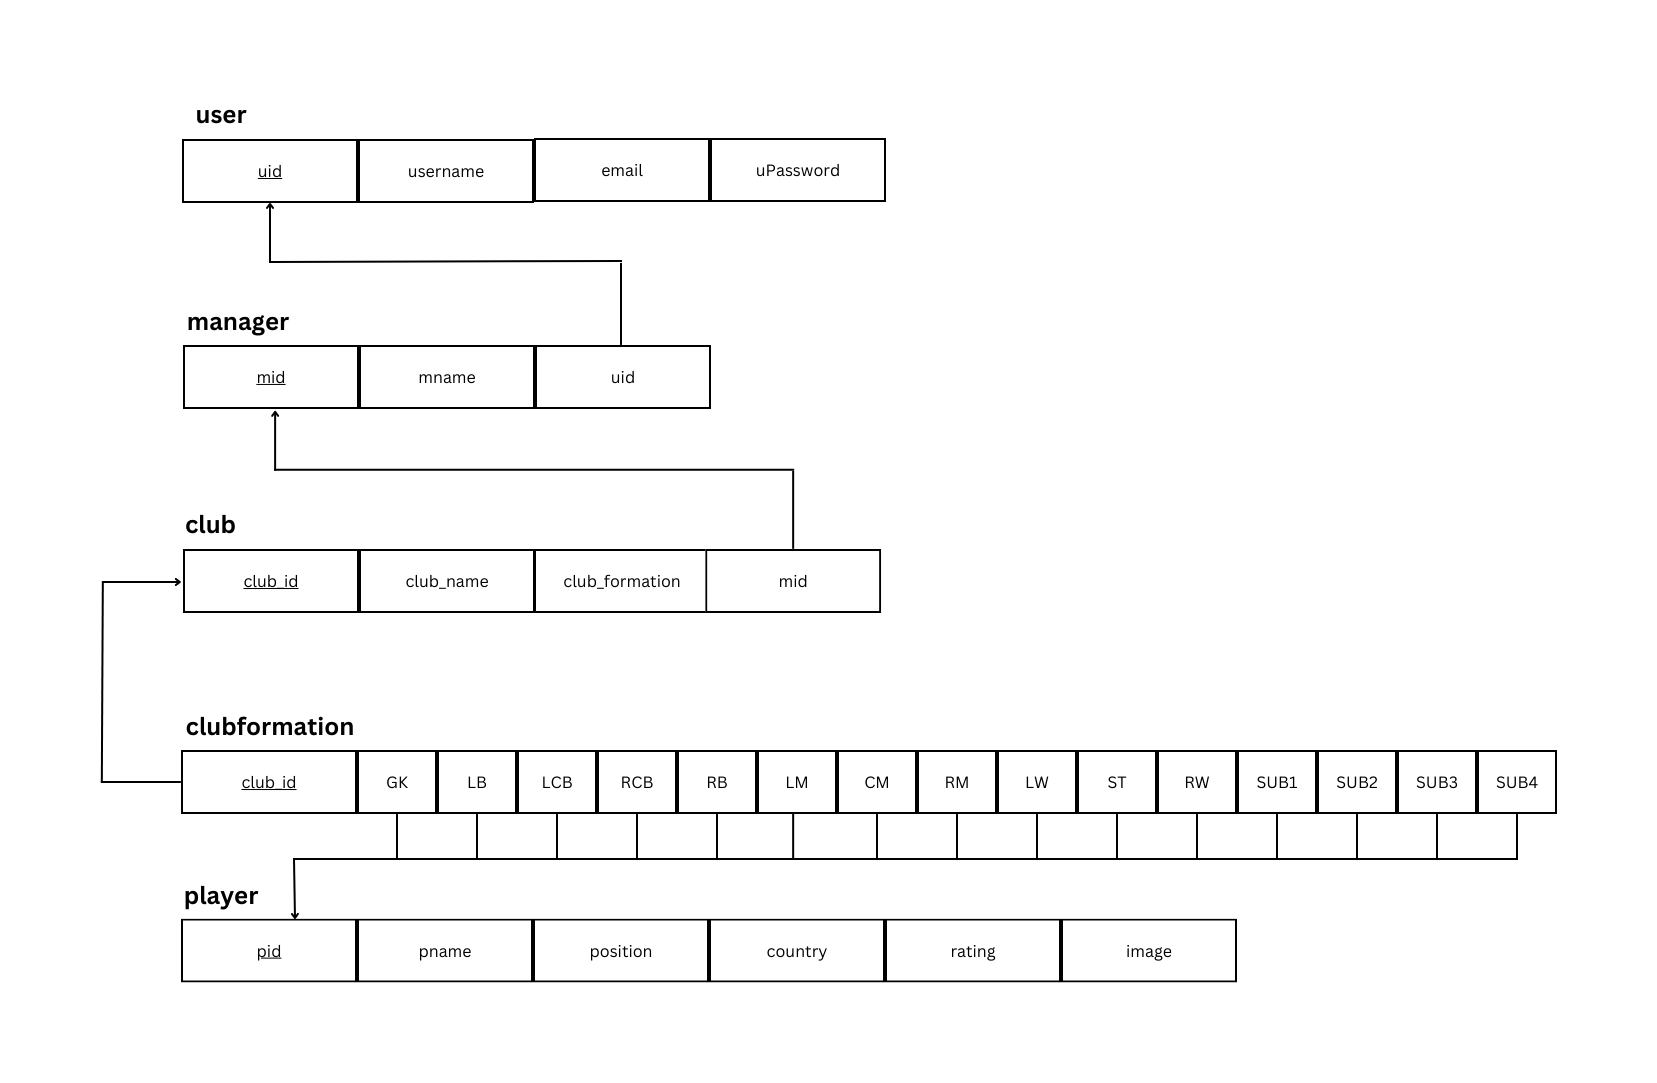 user
uid username email uPassword
manager
mid mname uid
club
club_id club_name club_formation mid
clubformation
club_id GK LB LCB RCB RB LM CM RM LW ST RW SUB1 SUB2 SUB3 SUB4
player
pid pname position country rating image